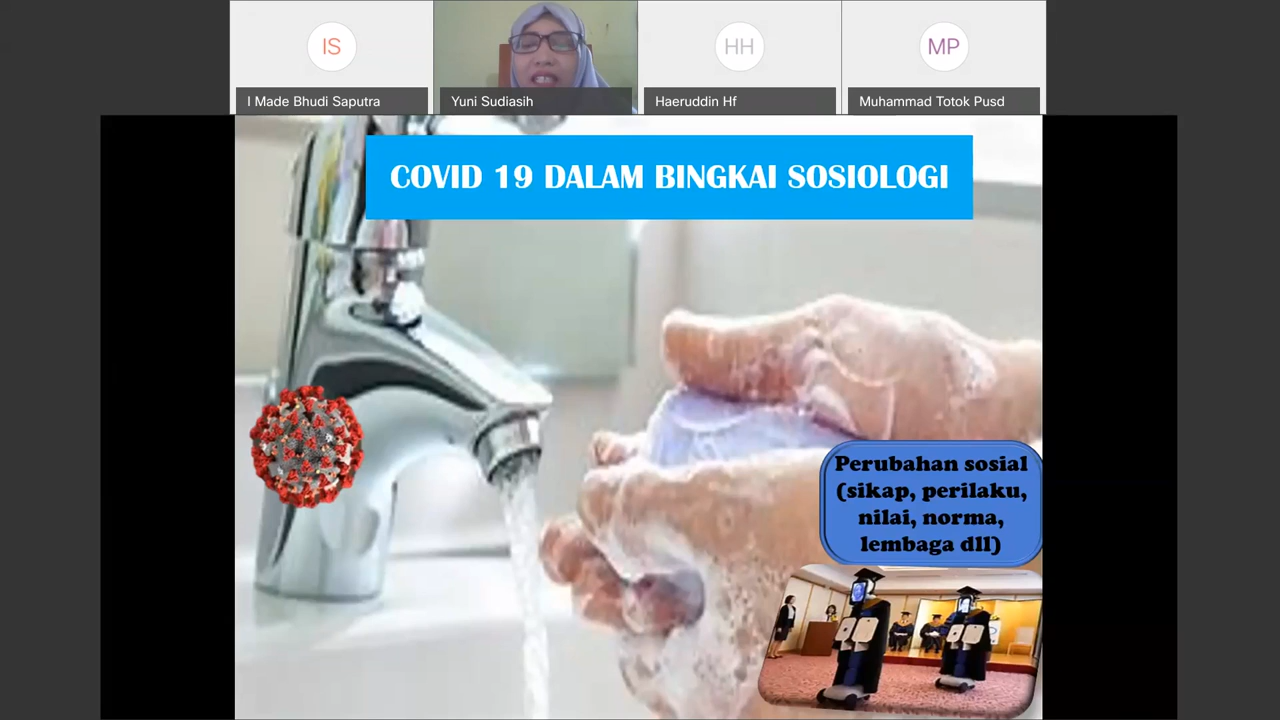 IS
HH
MP
I Made Bhudi Saputra
Yuni Sudiasih
Haeruddin Hf
Muhammad Totok Pusd
COVID 19 DALAM BINGKAI SOSIOLOGI
Perubahan sosial
(sikap, perilaku,
nilai, norma,
lembaga dll)